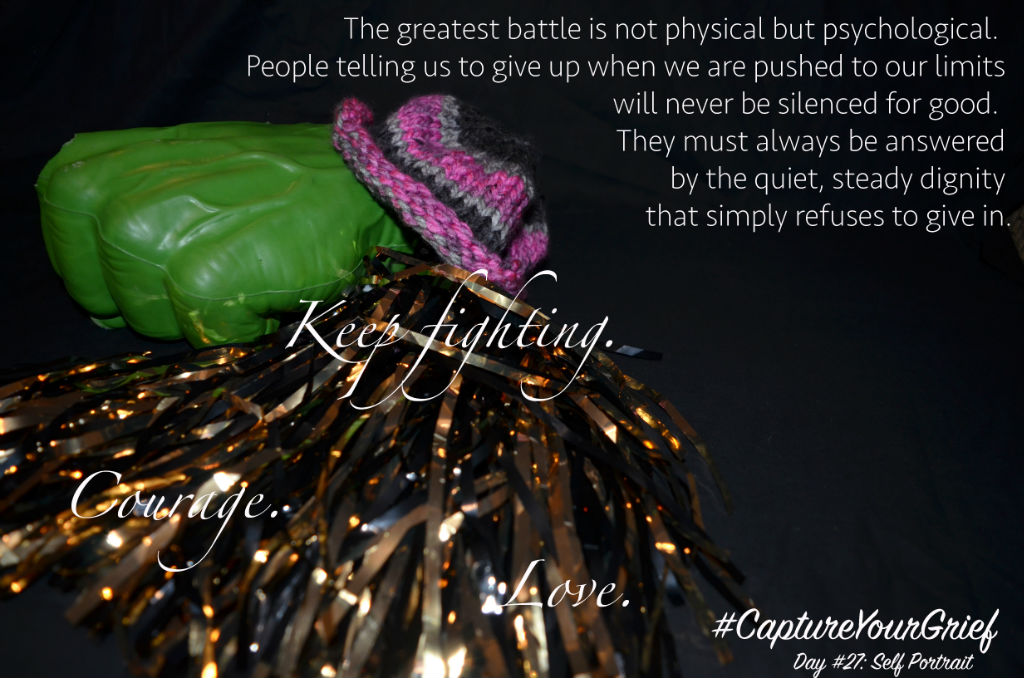 The greatest battle is not physical but psychological.
People telling us to give up when we are pushed to our limits
will never be silenced for good.
They must always be answered
by the quiet, steady dignity
that simply refuses to give in.
Keep fighting.
Courage.
Love.
#CaptureYourGrief
Day #27: Self Portrait